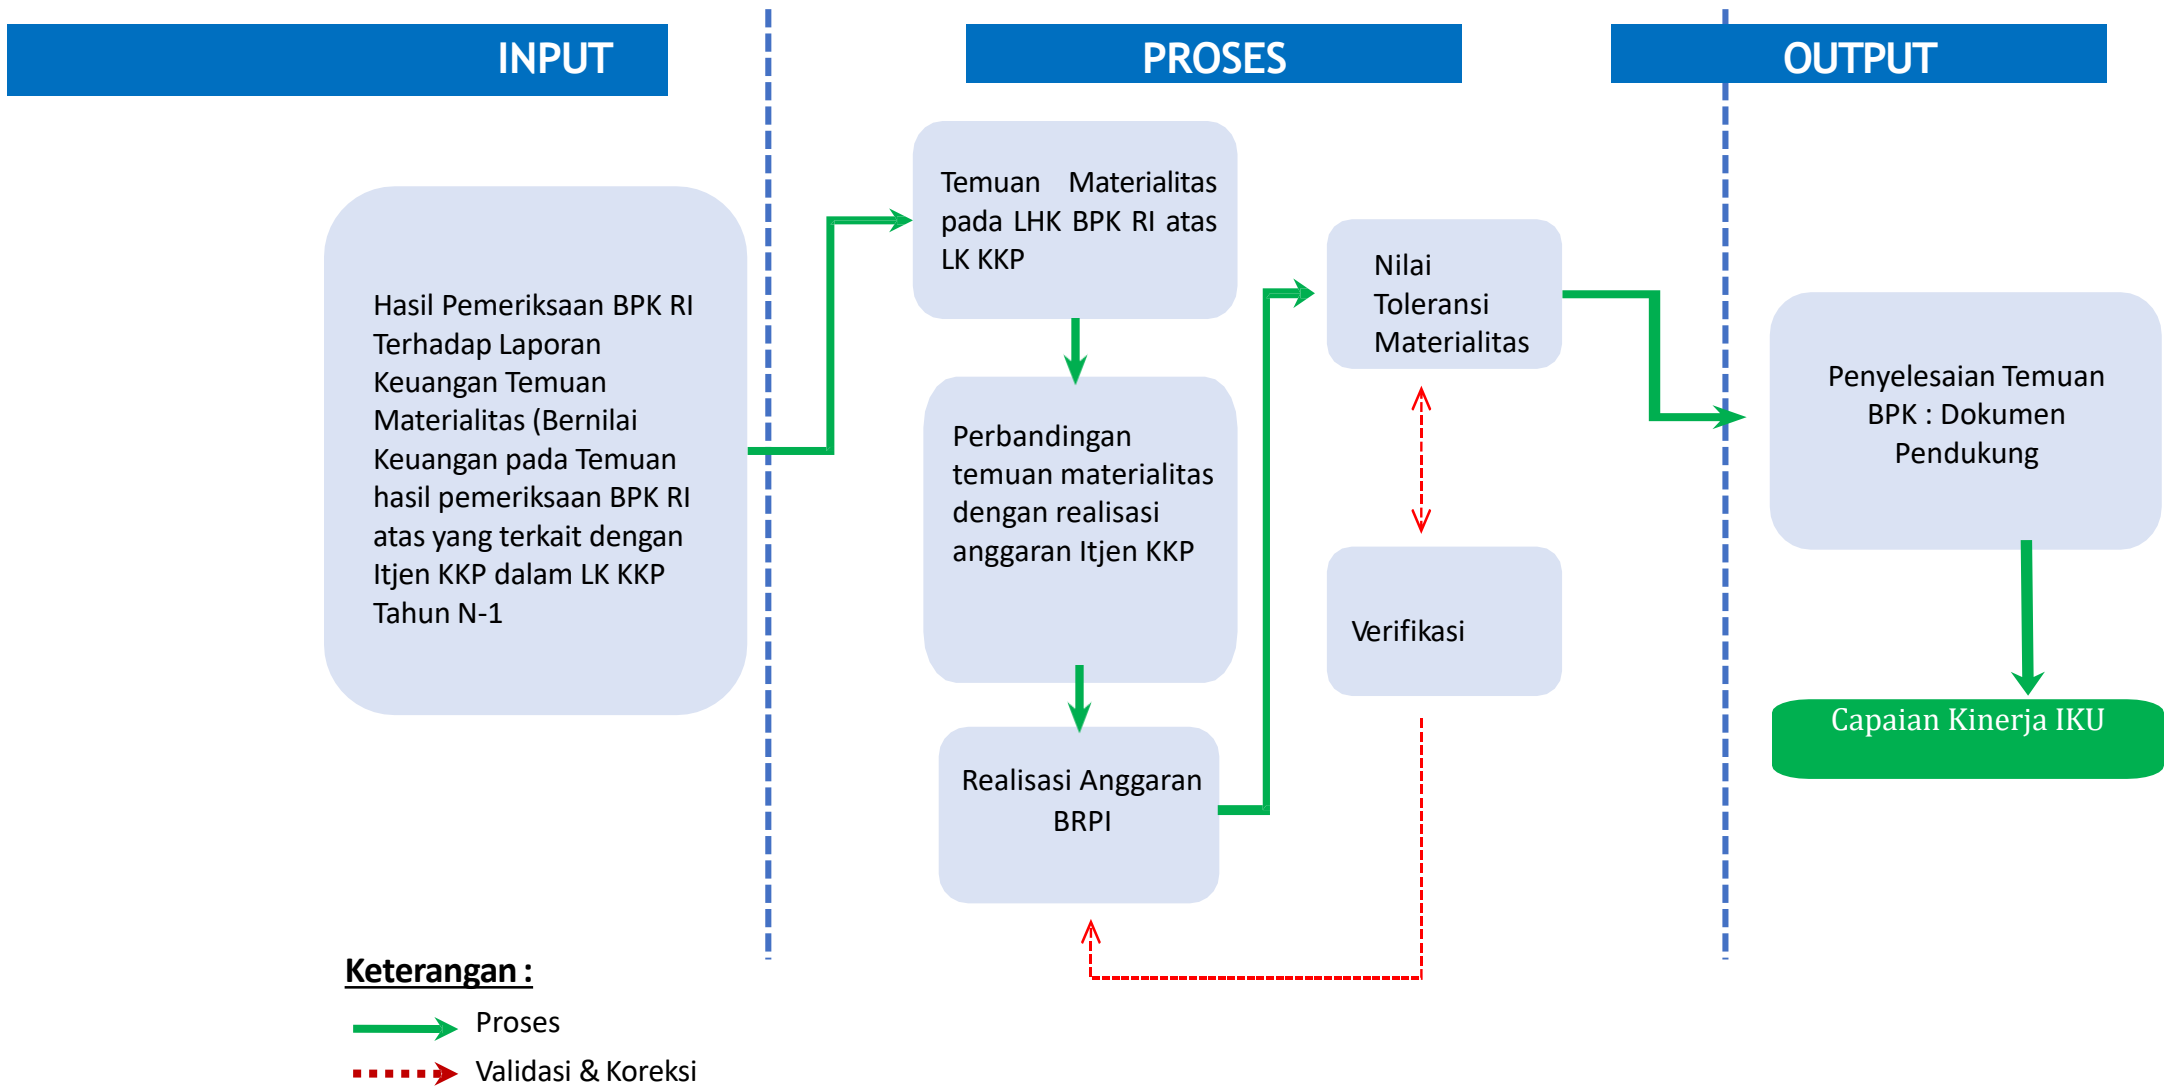 INPUT
PROSES
OUTPUT
Hasil Pemeriksaan BPK RI
Terhadap Laporan
Keuangan Temuan
Materialitas (Bernilai
Keuangan pada Temuan
hasil pemeriksaan BPK RI
atas yang terkait dengan
Itjen KKP dalam LK KKP
Tahun N-1
Temuan Materialitas
pada LHK BPK RI atas
LK KKP
Perbandingan
temuan materialitas
dengan realisasi
anggaran Itjen KKP
Realisasi Anggaran
BRPI
Nilai
Toleransi
Materialitas
Verifikasi
Penyelesaian Temuan
BPK : Dokumen
Pendukung
Capaian Kinerja IKU
Keterangan :
Proses
Validasi & Koreksi